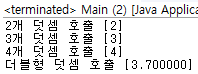 <terminated> Main (2) [Java Applica
2개 덧셈 호출 [2]
3개 덧셈 호출 [3]
4개 덧셈 호출 [4]
더블형 덧셈 호출 [3.700000]